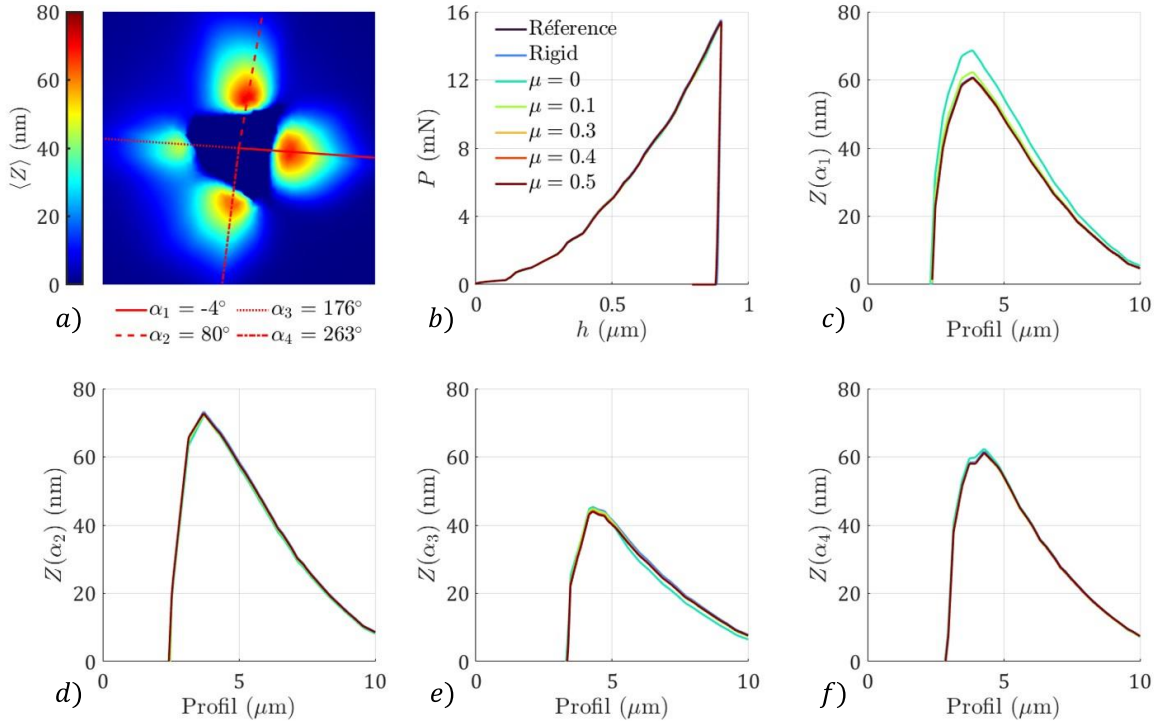 80
60
40
20
0
⟨Z⟩ (nm)
α₁ = -4° α₃ = 176°
α₂ = 80° α₄ = 263°
a)
16
12
8
4
0
P (mN)
Réference
Rigid
μ = 0
μ = 0.1
μ = 0.3
μ = 0.4
μ = 0.5
0 0.5 1
h (μm)
b)
80
60
40
20
0
Z(α₁) (nm)
0 5 10
Profil (μm)
c)
80
60
40
20
0
Z(α₂) (nm)
0 5 10
Profil (μm)
d)
80
60
40
20
0
Z(α₃) (nm)
0 5 10
Profil (μm)
e)
80
60
40
20
0
Z(α₄) (nm)
0 5 10
Profil (μm)
f)